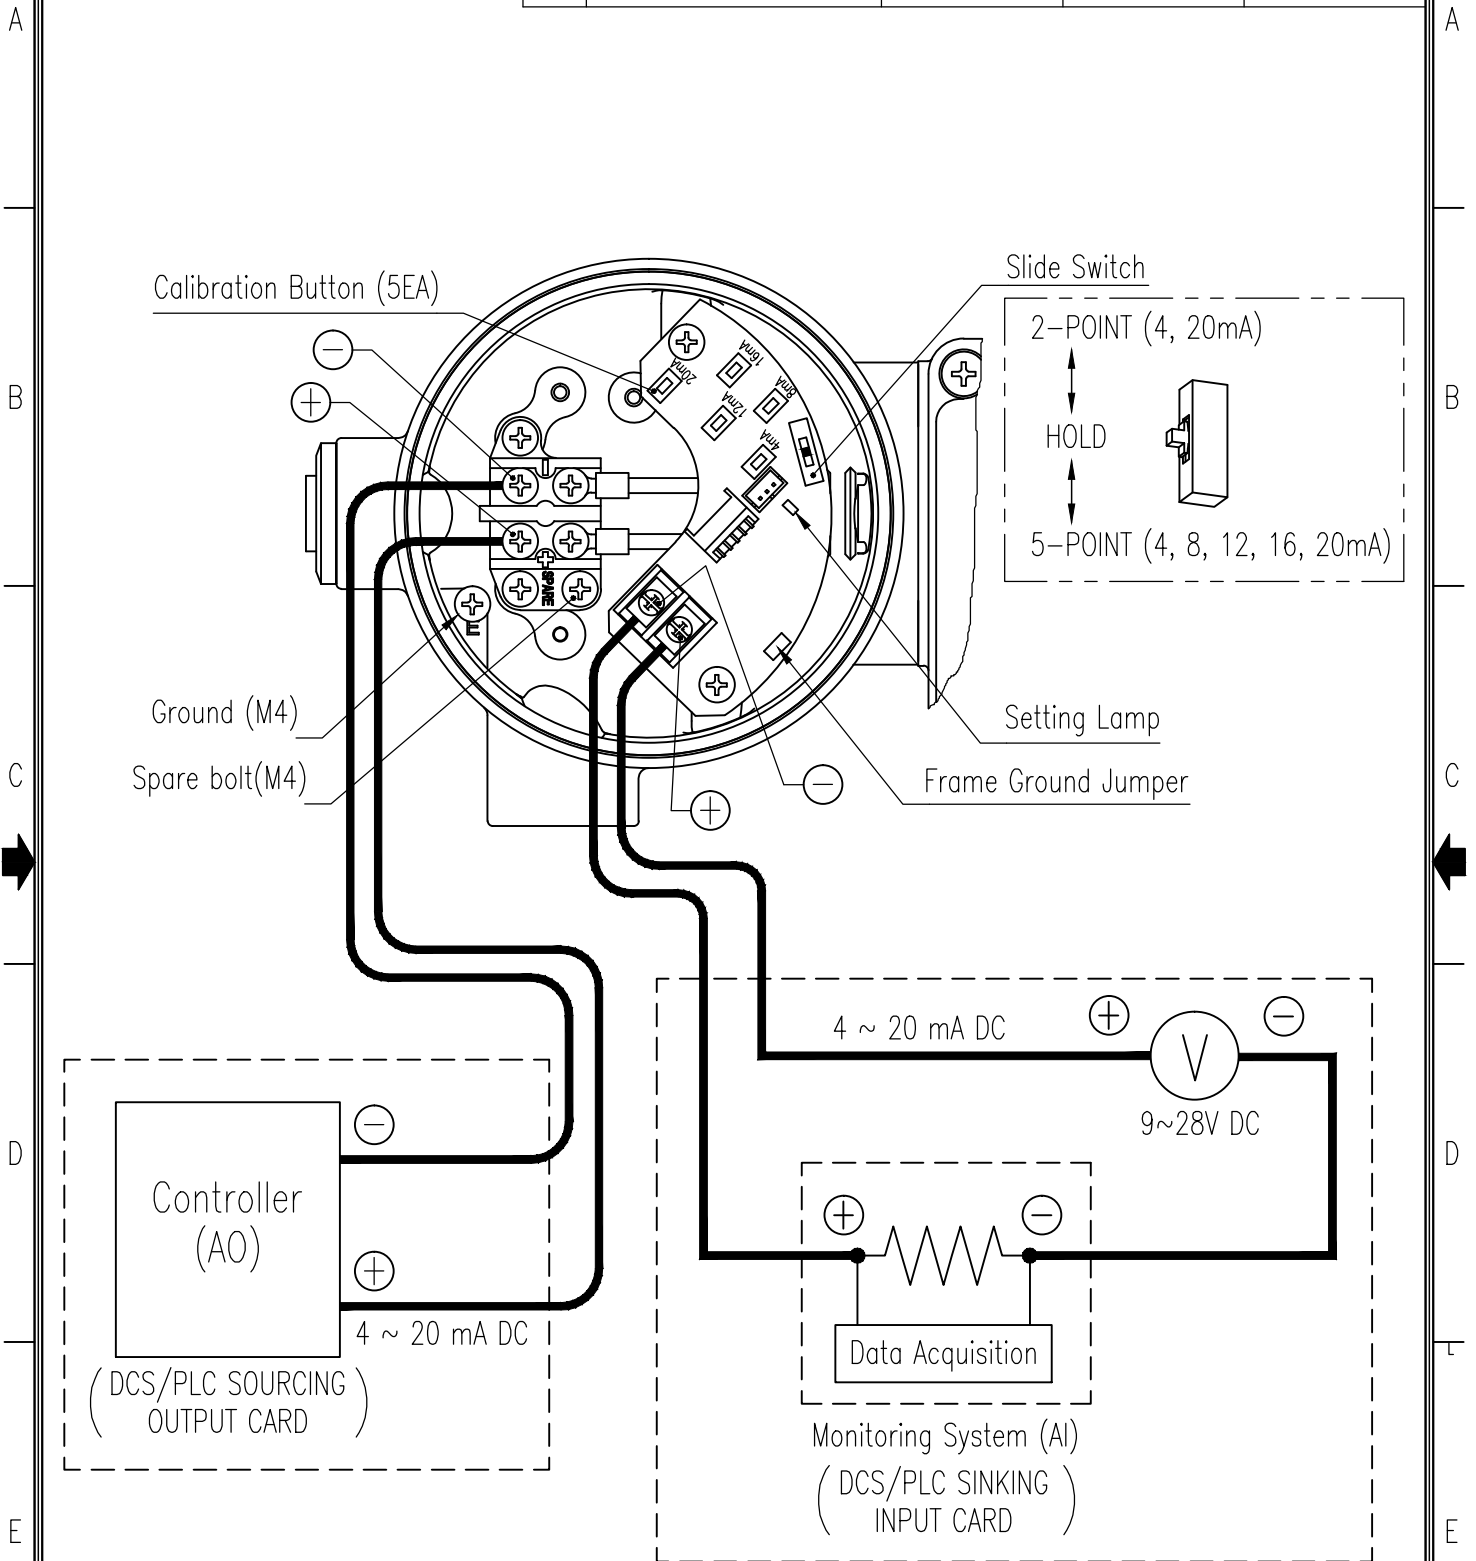 A
A
Calibration Button (5EA)
Slide Switch
2-POINT (4, 20mA)
HOLD
5-POINT (4, 8, 12, 16, 20mA)
B
B
20mA
16mA
12mA
8mA
4mA
SPARE
Ground (M4)
Spare bolt(M4)
Setting Lamp
Frame Ground Jumper
C
C
4 ~ 20 mA DC
V
9~28V DC
D
D
Controller
(AO)
4 ~ 20 mA DC
(DCS/PLC SOURCING
OUTPUT CARD)
Data Acquisition
Monitoring System (AI)
(DCS/PLC SINKING
INPUT CARD)
E
E